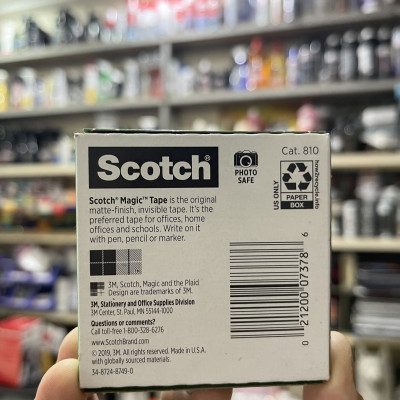 Scotch®
PHOTO
SAFE
Cat. 810
US ONLY
PAPER
BOX
how2recycle.info
Scotch® Magic™ Tape is the original
matte-finish, invisible tape. It's the
preferred tape for offices, home
offices and schools. Write on it
with pen, pencil or marker.
3M, Scotch, Magic and the Plaid
Design are trademarks of 3M.
3M, Stationery and Office Supplies Division
3M Center, St. Paul, MN 55144-1000
Questions or comments?
Call toll-free 1-800-328-6276
www.ScotchBrand.com
© 2019, 3M. All rights reserved. Made in U.S.A.
with globally sourced materials.
34-8724-8749-0
0 21200 07378 6